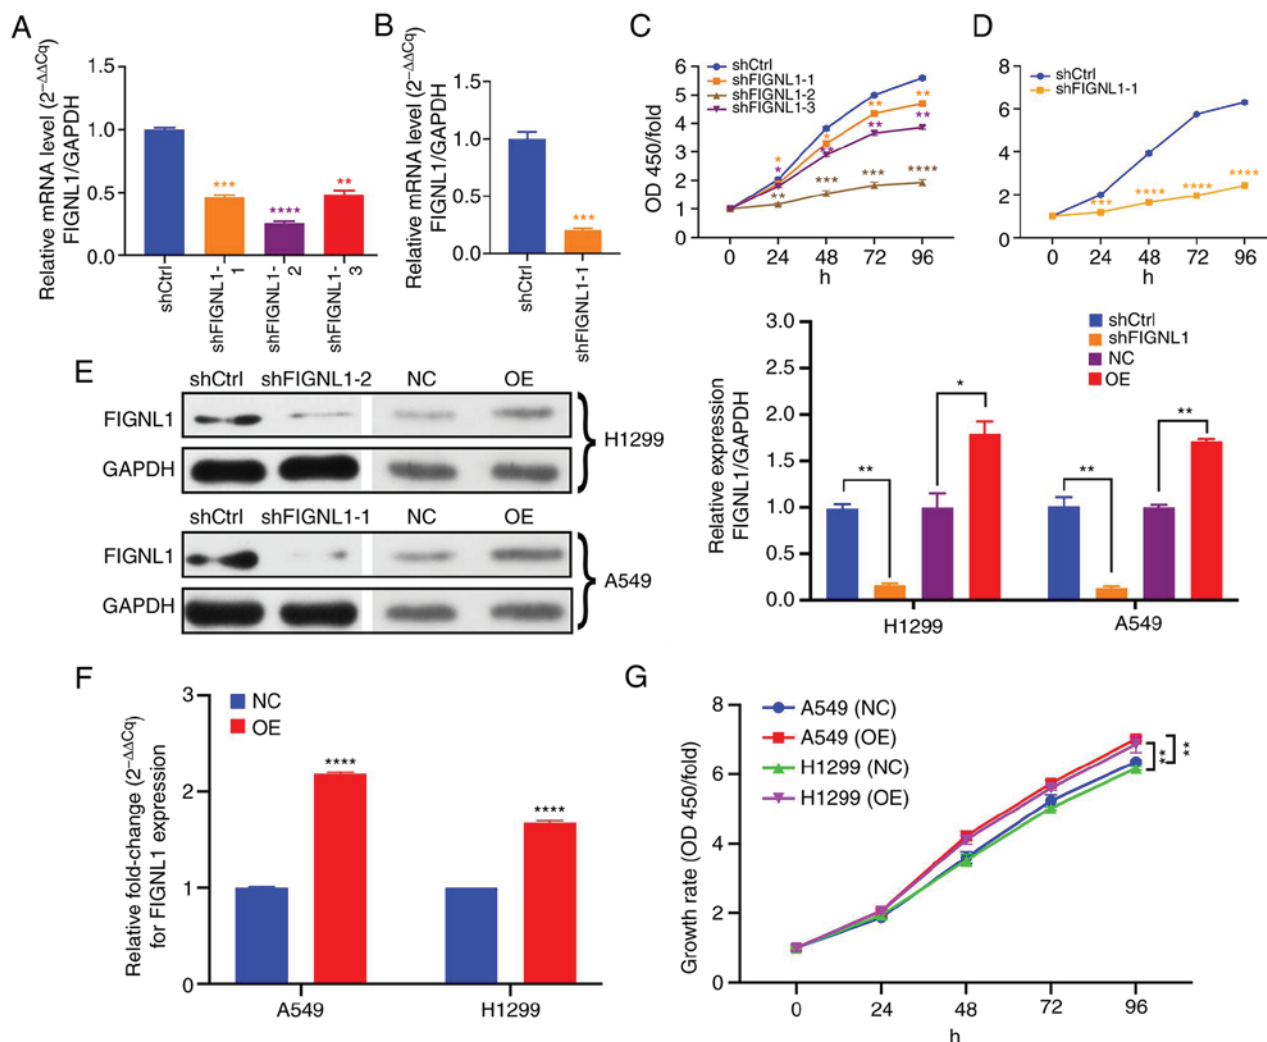 A
Relative mRNA level (2−ΔΔCq)
FIGNL1/GAPDH
1.5
1.0
0.5
0.0
***
****
**
shCtrl
shFIGNL1-1
shFIGNL1-2
shFIGNL1-3
B
Relative mRNA level (2−ΔΔCq)
FIGNL1/GAPDH
1.5
1.0
0.5
0.0
***
shCtrl
shFIGNL1-1
C
OD 450/fold
6
5
4
3
2
1
0
shCtrl
shFIGNL1-1
shFIGNL1-2
shFIGNL1-3
*
*
**
*
**
***
**
**
***
**
**
****
0 24 48 72 96
h
D
8
6
4
2
0
shCtrl
shFIGNL1-1
*** **** **** ****
0 24 48 72 96
h
E
shCtrl shFIGNL1-2 NC OE
FIGNL1
GAPDH
H1299
shCtrl shFIGNL1-1 NC OE
FIGNL1
GAPDH
A549
Relative expression
FIGNL1/GAPDH
3.0
2.0
1.5
1.0
0.5
0.0
shCtrl
shFIGNL1
NC
OE
** * ** **
H1299 A549
F
Relative fold-change (2−ΔΔCq)
for FIGNL1 expression
3
2
1
0
NC
OE
**** ****
A549 H1299
G
Growth rate (OD 450/fold)
8
6
4
2
0
A549 (NC)
A549 (OE)
H1299 (NC)
H1299 (OE)
** **
0 24 48 72 96
h